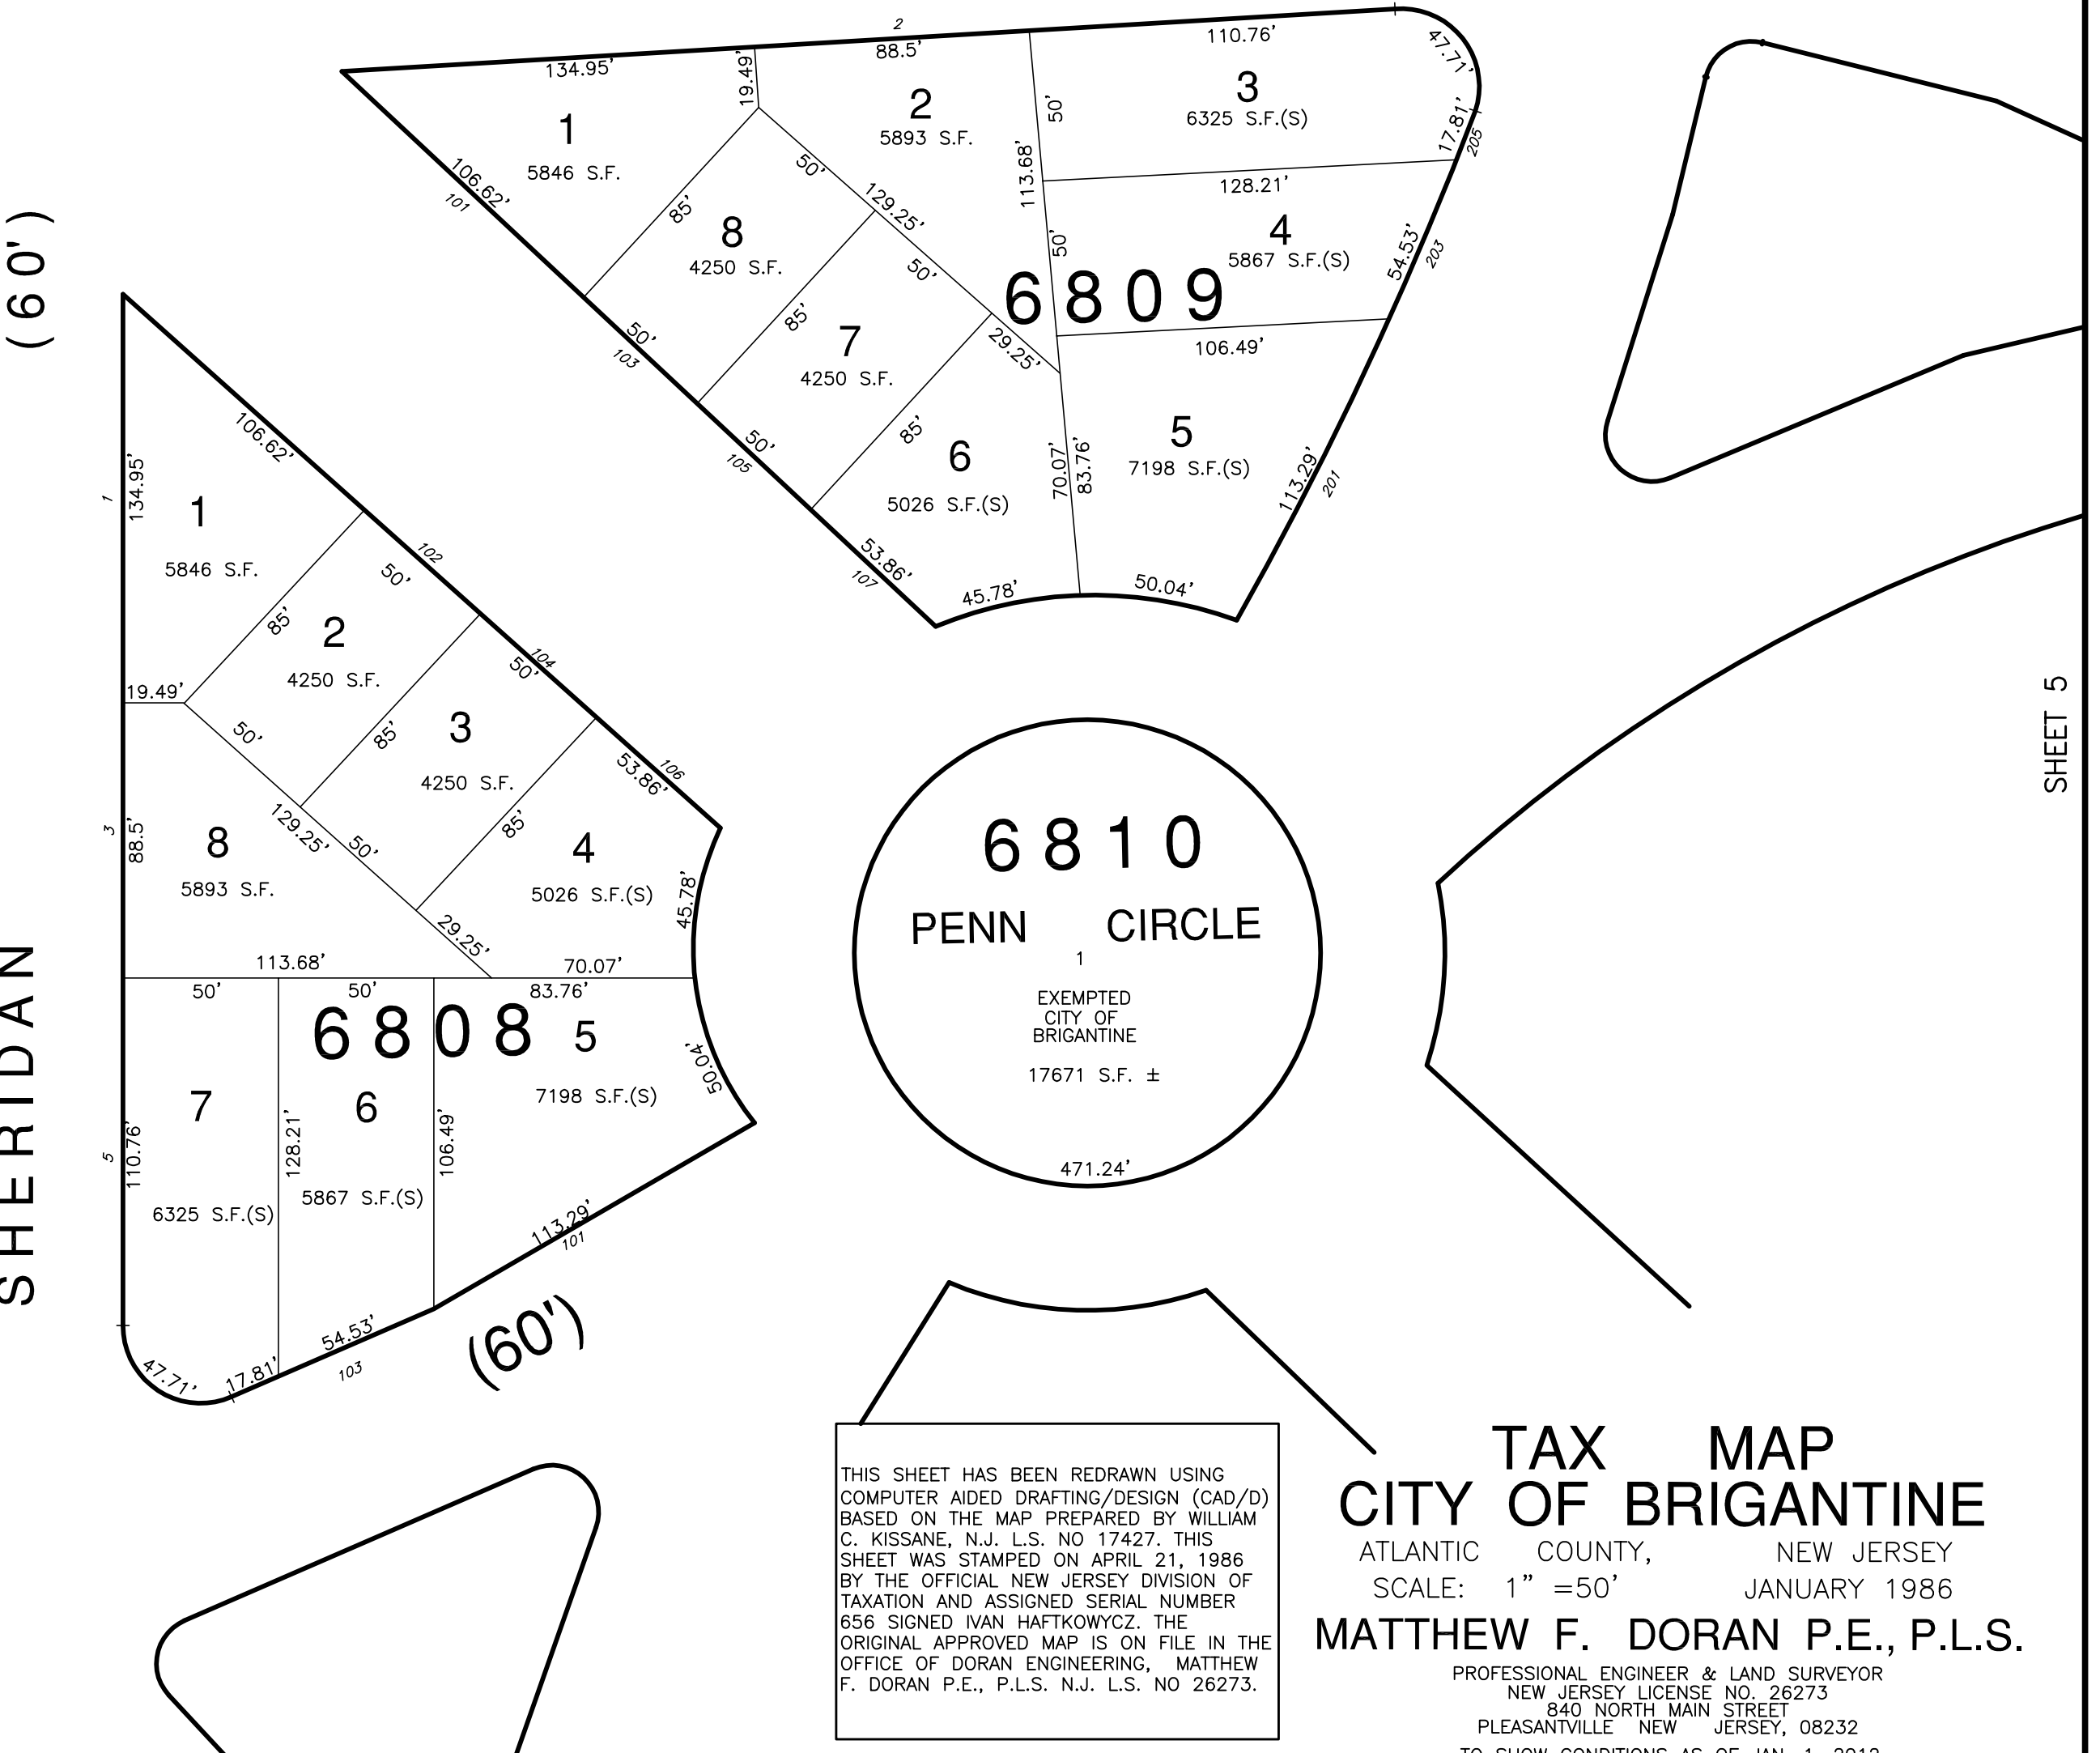 2
134.95'
19.49'
88.5'
110.76'
47.71'
1
5846 S.F.
2
5893 S.F.
50'
3
6325 S.F.(S)
17.81'
205
106.62'
101
85'
50'
129.25'
113.68'
128.21'
8
4250 S.F.
50'
4
5867 S.F.(S)
54.53'
203
6809
50'
103
85'
50'
7
4250 S.F.
29.25'
106.49'
50'
105
85'
6
5026 S.F.(S)
70.07'
83.76'
5
7198 S.F.(S)
113.29'
201
53.86'
107
45.78'
50.04'
(60')
SHERIDAN
1
134.95'
106.62'
1
5846 S.F.
102
50'
85'
2
4250 S.F.
104
50'
19.49'
50'
85'
3
4250 S.F.
106
53.86'
3
88.5'
129.25'
50'
85'
8
5893 S.F.
4
5026 S.F.(S)
45.78'
29.25'
113.68'
70.07'
50'
50'
83.76'
6808
5
7198 S.F.(S)
50.04'
5
110.76'
7
6325 S.F.(S)
128.21'
6
5867 S.F.(S)
106.49'
113.29'
101
47.71'
17.81'
54.53'
103
(60')
6810
PENN CIRCLE
1
EXEMPTED
CITY OF
BRIGANTINE
17671 S.F. ±
471.24'
SHEET 5
THIS SHEET HAS BEEN REDRAWN USING
COMPUTER AIDED DRAFTING/DESIGN (CAD/D)
BASED ON THE MAP PREPARED BY WILLIAM
C. KISSANE, N.J. L.S. NO 17427. THIS
SHEET WAS STAMPED ON APRIL 21, 1986
BY THE OFFICIAL NEW JERSEY DIVISION OF
TAXATION AND ASSIGNED SERIAL NUMBER
656 SIGNED IVAN HAFTKOWYCZ. THE
ORIGINAL APPROVED MAP IS ON FILE IN THE
OFFICE OF DORAN ENGINEERING, MATTHEW
F. DORAN P.E., P.L.S. N.J. L.S. NO 26273.
TAX MAP
CITY OF BRIGANTINE
ATLANTIC COUNTY, NEW JERSEY
SCALE: 1" =50' JANUARY 1986
MATTHEW F. DORAN P.E., P.L.S.
PROFESSIONAL ENGINEER & LAND SURVEYOR
NEW JERSEY LICENSE NO. 26273
840 NORTH MAIN STREET
PLEASANTVILLE NEW JERSEY, 08232
TO SHOW CONDITIONS AS OF JAN. 1, 2012